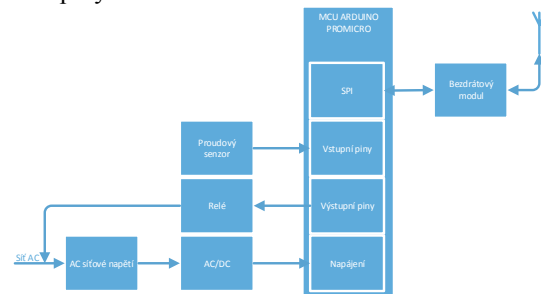 MCU ARDUINO
PROMICRO
SPI
Bezdrátový
modul
Proudový
senzor
Vstupní piny
Relé
Výstupní piny
Síť AC
AC síťové napětí
AC/DC
Napájení